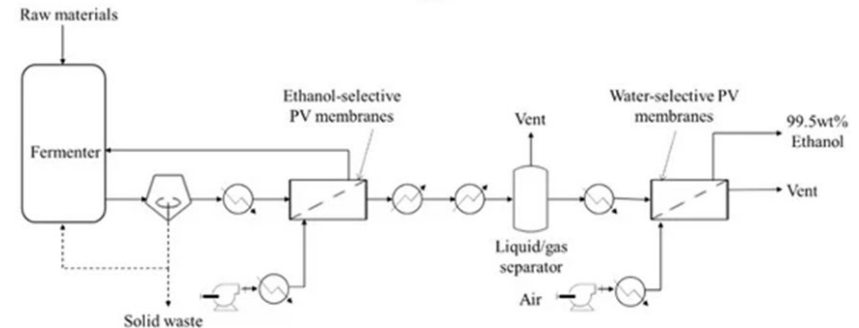 Raw materials
Fermenter
Ethanol-selective
PV membranes
Vent
Water-selective PV
membranes
99.5wt%
Ethanol
Vent
Liquid/gas
separator
Air
Solid waste